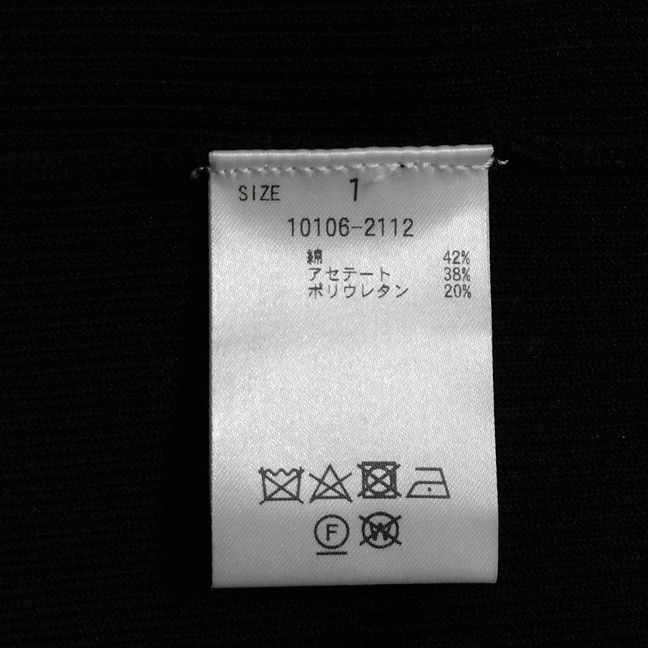 SIZE 1
10106-2112
綿 42%
アセテート 38%
ポリウレタン 20%
F W